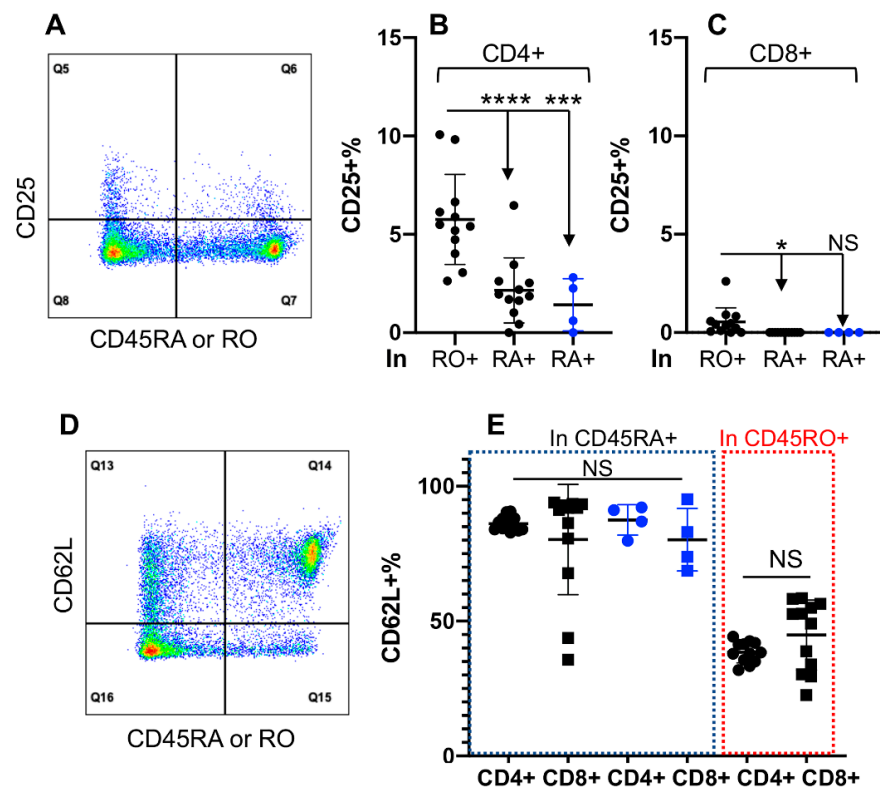 A
Q5
Q6
CD25
Q8
Q7
CD45RA or RO
B
15
10
5
0
CD25+%
CD4+
**** ***
In RO+ RA+ RA+
C
15
10
5
0
CD25+%
CD8+
* NS
In RO+ RA+ RA+
D
Q13
Q14
CD62L
Q16
Q15
CD45RA or RO
E
In CD45RA+
In CD45RO+
100
50
0
CD62L+%
NS
NS
CD4+ CD8+ CD4+ CD8+ CD4+ CD8+